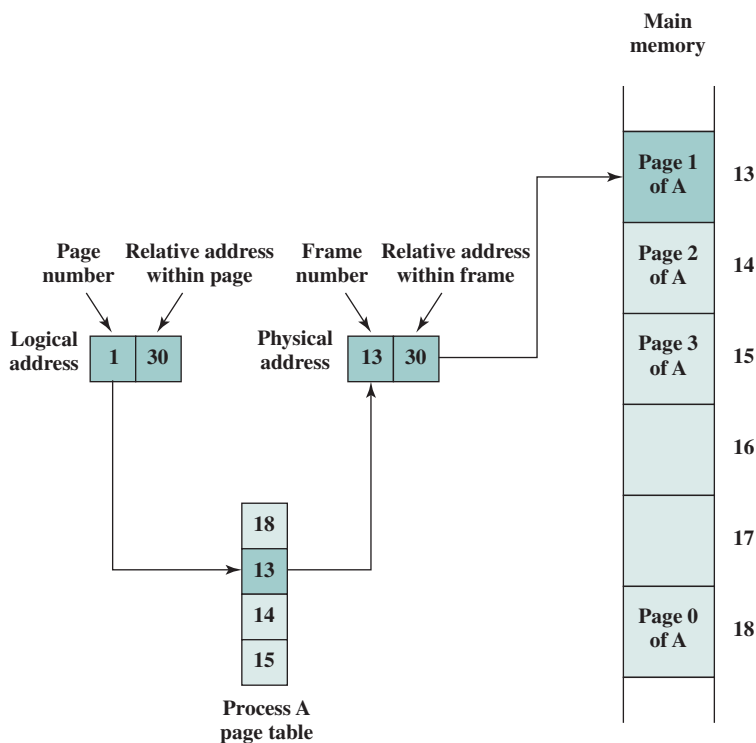 Main
memory
Page 1
of A
13
Page 2
of A
14
Page 3
of A
15
16
17
Page 0
of A
18
Page
number
Relative address
within page
Frame
number
Relative address
within frame
Logical
address
1
30
Physical
address
13
30
18
13
14
15
Process A
page table